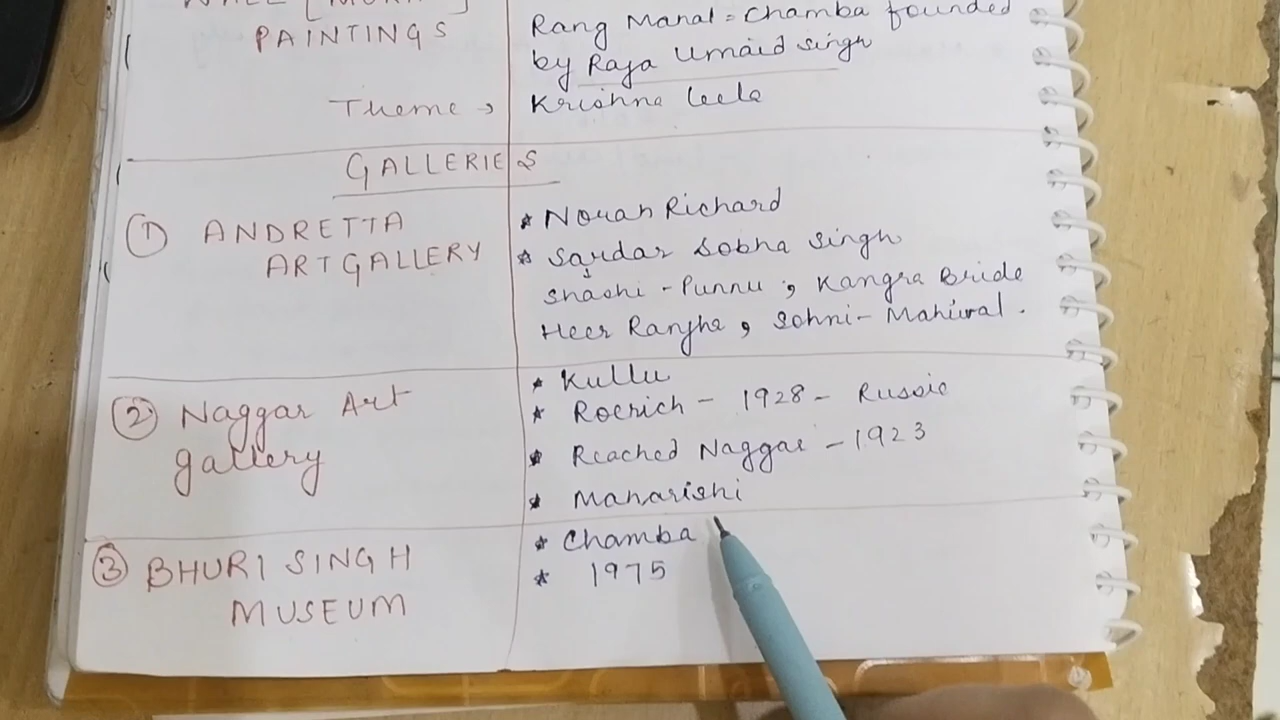 PAINTINGS
Rang Mahal = Chamba founded
by Raja Umaid Singh
Theme → Krishna leela
GALLERIES
① ANDRETTA
ART GALLERY
* Norah Richard
* Sardar Sobha Singh
Shashi - Punnu, Kangra Bride
Heer Ranjha, Sohni - Mahiwal.
② Naggar Art
gallery
* Kullu
* Roerich - 1928 - Russia
* Reached Naggar - 1923
* Maharishi
③ BHURI SINGH
MUSEUM
* Chamba
* 1975